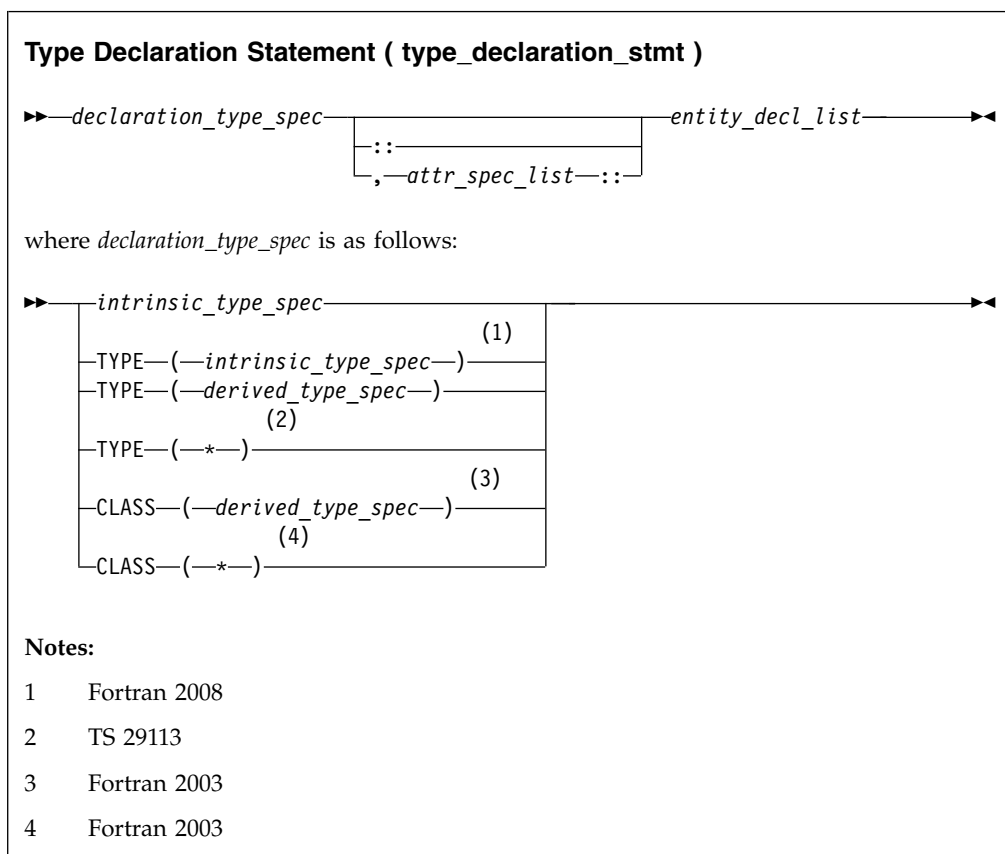 Type Declaration Statement ( type_declaration_stmt )
►►—declaration_type_spec—entity_decl_list—►◄
::
, attr_spec_list ::
where declaration_type_spec is as follows:
►►—intrinsic_type_spec—►◄
(1)
TYPE—(—intrinsic_type_spec—)
TYPE—(—derived_type_spec—)
(2)
TYPE—(—*—)
(3)
CLASS—(—derived_type_spec—)
(4)
CLASS—(—*—)
Notes:
1 Fortran 2008
2 TS 29113
3 Fortran 2003
4 Fortran 2003